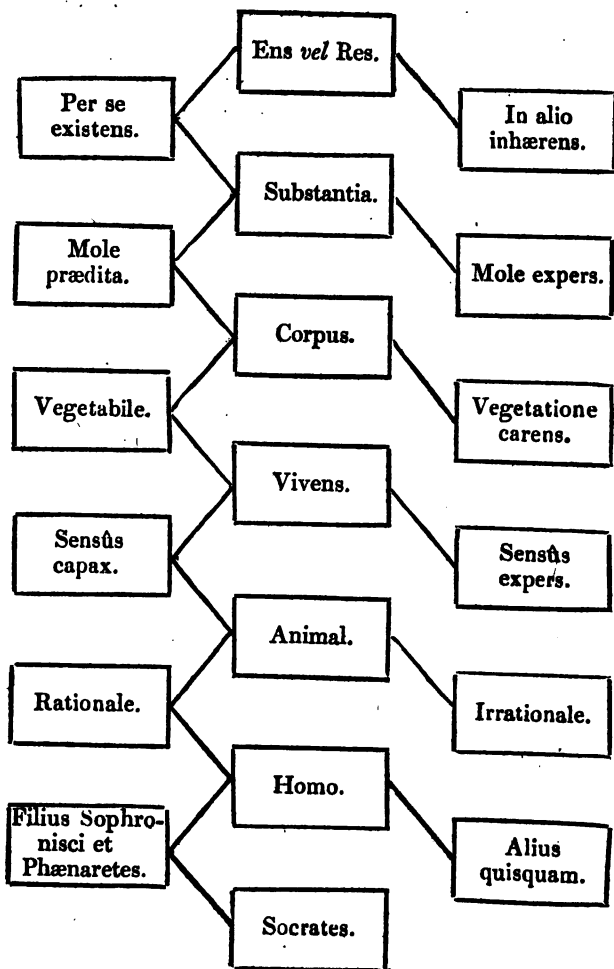 Ens vel Res.
Per se
existens.
In alio
inhærens.
Substantia.
Mole
prædita.
Mole expers.
Corpus.
Vegetabile.
Vegetatione
carens.
Vivens.
Sensûs
capax.
Sensûs
expers.
Animal.
Rationale.
Irrationale.
Homo.
Filius Sophro-
nisci et
Phænaretes.
Alius
quisquam.
Socrates.